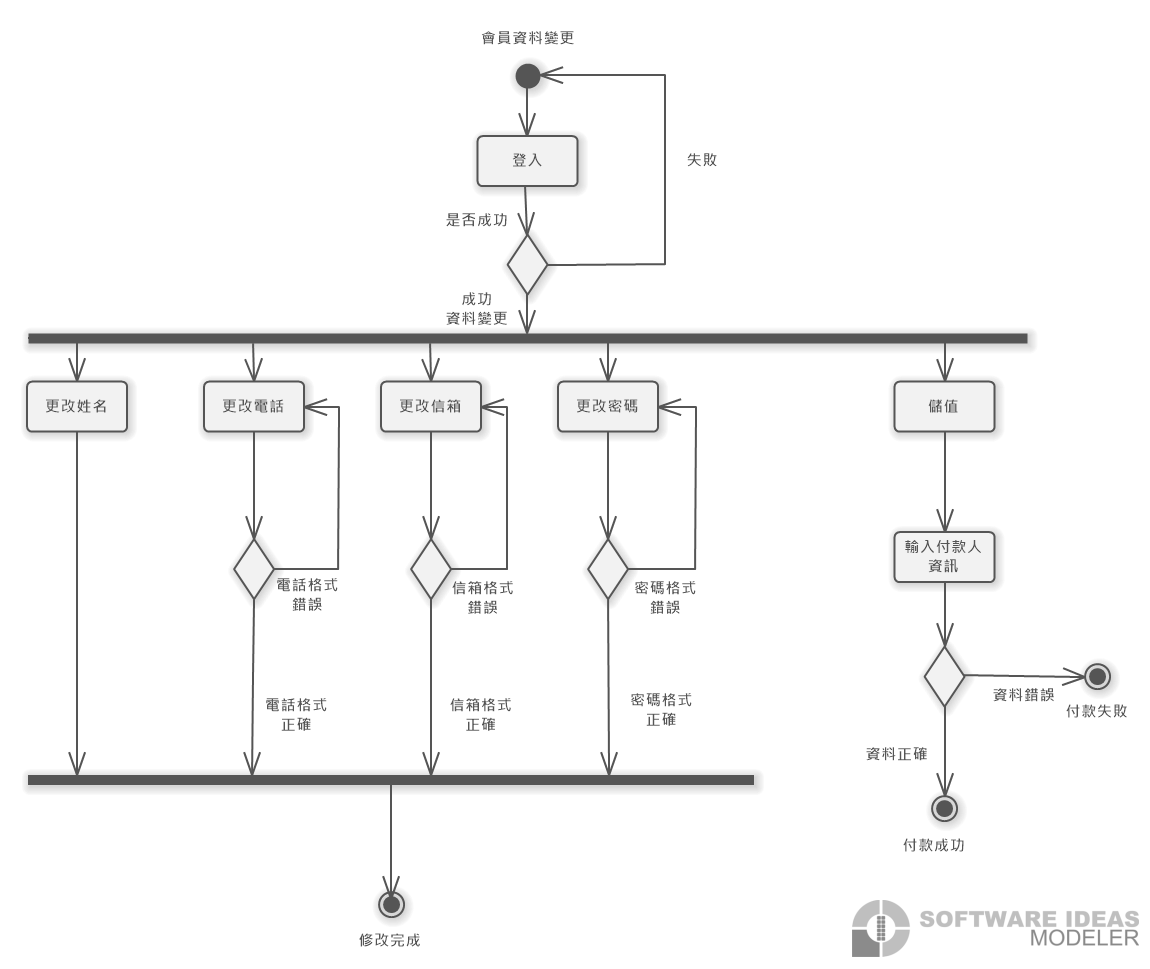 會員資料變更
登入
失敗
是否成功
成功
資料變更
更改姓名
更改電話
更改信箱
更改密碼
儲值
輸入付款人
資訊
電話格式
錯誤
信箱格式
錯誤
密碼格式
錯誤
資料錯誤
付款失敗
電話格式
正確
信箱格式
正確
密碼格式
正確
資料正確
付款成功
修改完成
SOFTWARE IDEAS
MODELER